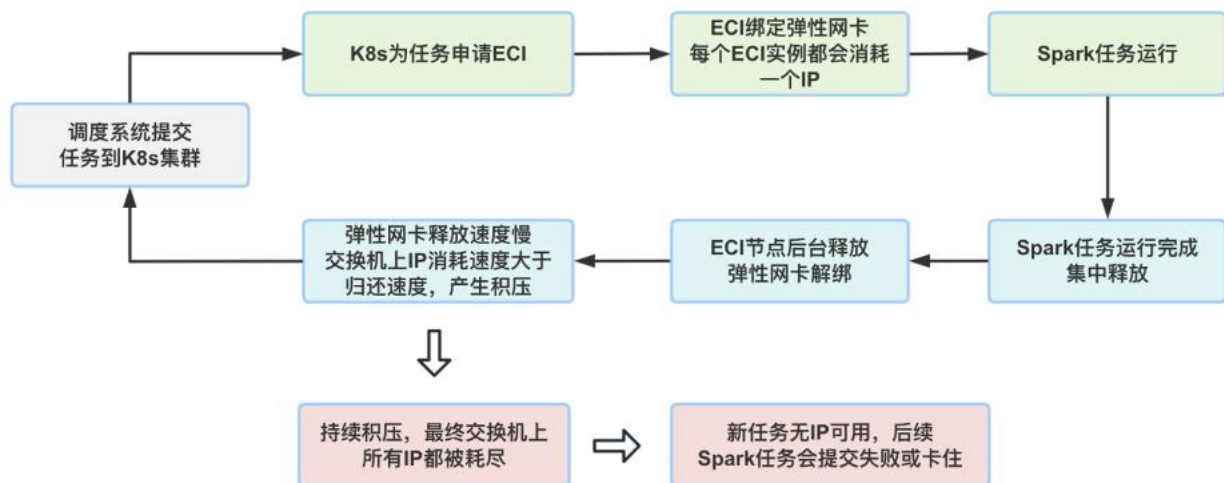 K8s为任务申请ECI
ECI绑定弹性网卡
每个ECI实例都会消耗
一个IP
Spark任务运行
调度系统提交
任务到K8s集群
弹性网卡释放速度慢
交换机上IP消耗速度大于
归还速度，产生积压
ECI节点后台释放
弹性网卡解绑
Spark任务运行完成
集中释放
持续积压，最终交换机上
所有IP都被耗尽
新任务无IP可用，后续
Spark任务会提交失败或卡住